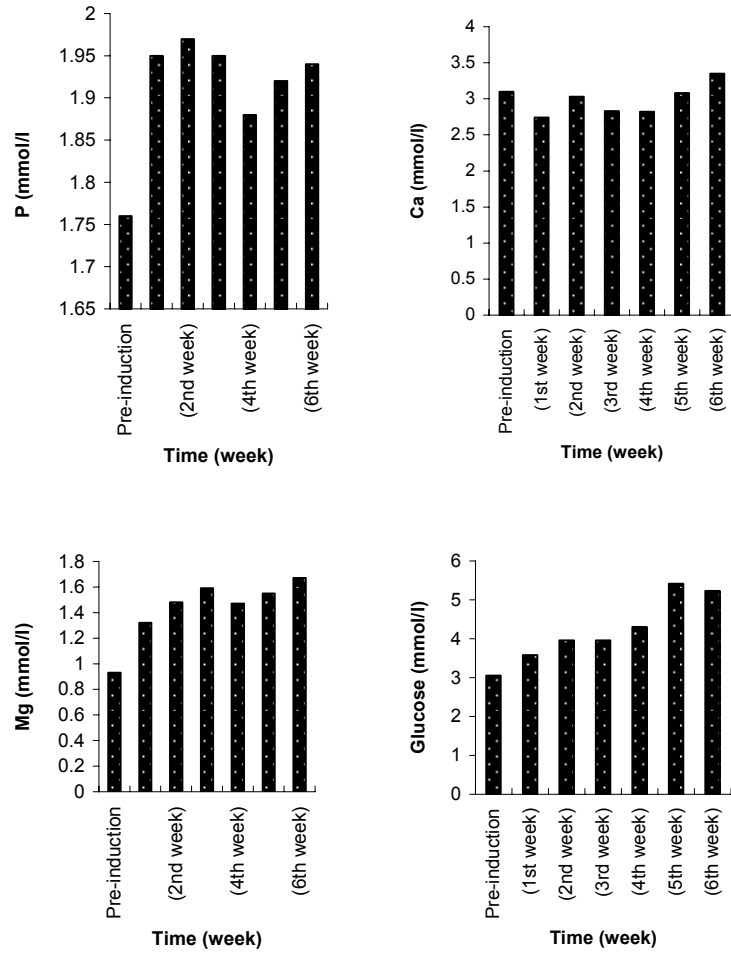 P (mmol/l)
2
1.95
1.9
1.85
1.8
1.75
1.7
1.65
Pre-induction
(2nd week)
(4th week)
(6th week)
Time (week)
Ca (mmol/l)
4
3.5
3
2.5
2
1.5
1
0.5
0
Pre-induction
(1st week)
(2nd week)
(3rd week)
(4th week)
(5th week)
(6th week)
Time (week)
Mg (mmol/l)
1.8
1.6
1.4
1.2
1
0.8
0.6
0.4
0.2
0
Pre-induction
(2nd week)
(4th week)
(6th week)
Time (week)
Glucose (mmol/l)
6
5
4
3
2
1
0
Pre-induction
(1st week)
(2nd week)
(3rd week)
(4th week)
(5th week)
(6th week)
Time (week)